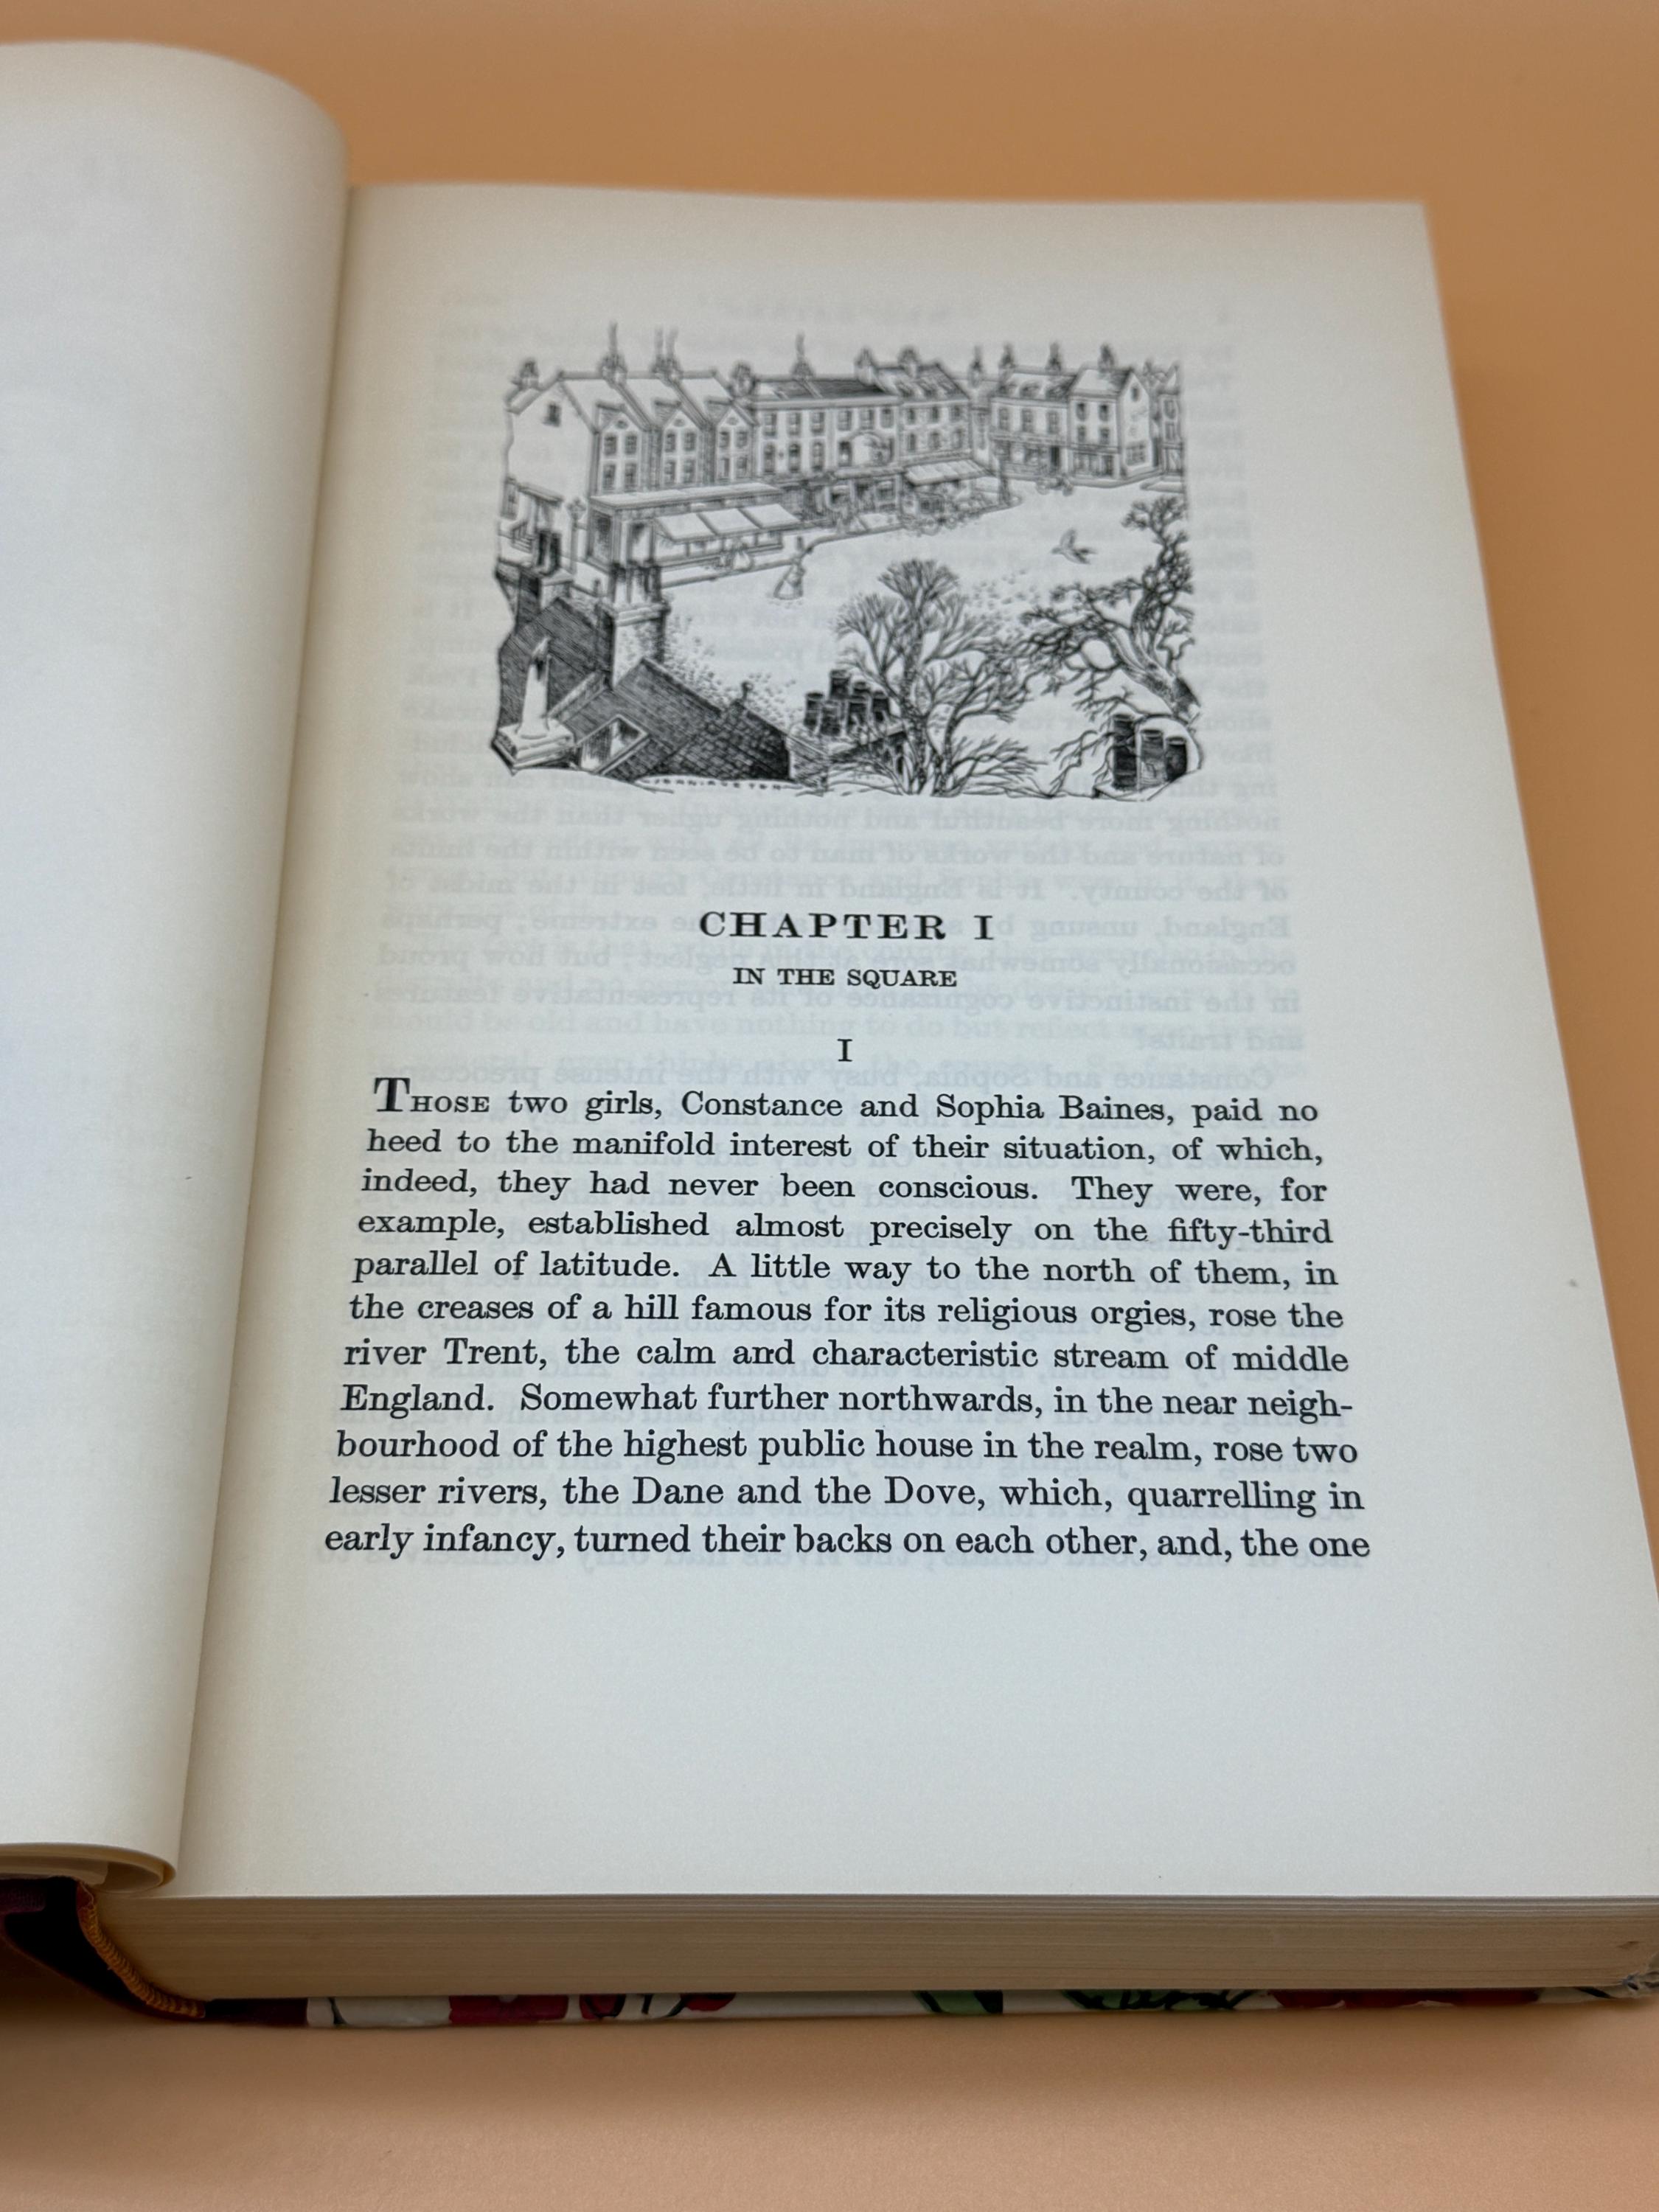 CHAPTER I
IN THE SQUARE
I
THOSE two girls, Constance and Sophia Baines, paid no
heed to the manifold interest of their situation, of which,
indeed, they had never been conscious. They were, for
example, established almost precisely on the fifty-third
parallel of latitude. A little way to the north of them, in
the creases of a hill famous for its religious orgies, rose the
river Trent, the calm and characteristic stream of middle
England. Somewhat further northwards, in the near neigh-
bourhood of the highest public house in the realm, rose two
lesser rivers, the Dane and the Dove, which, quarrelling in
early infancy, turned their backs on each other, and, the one